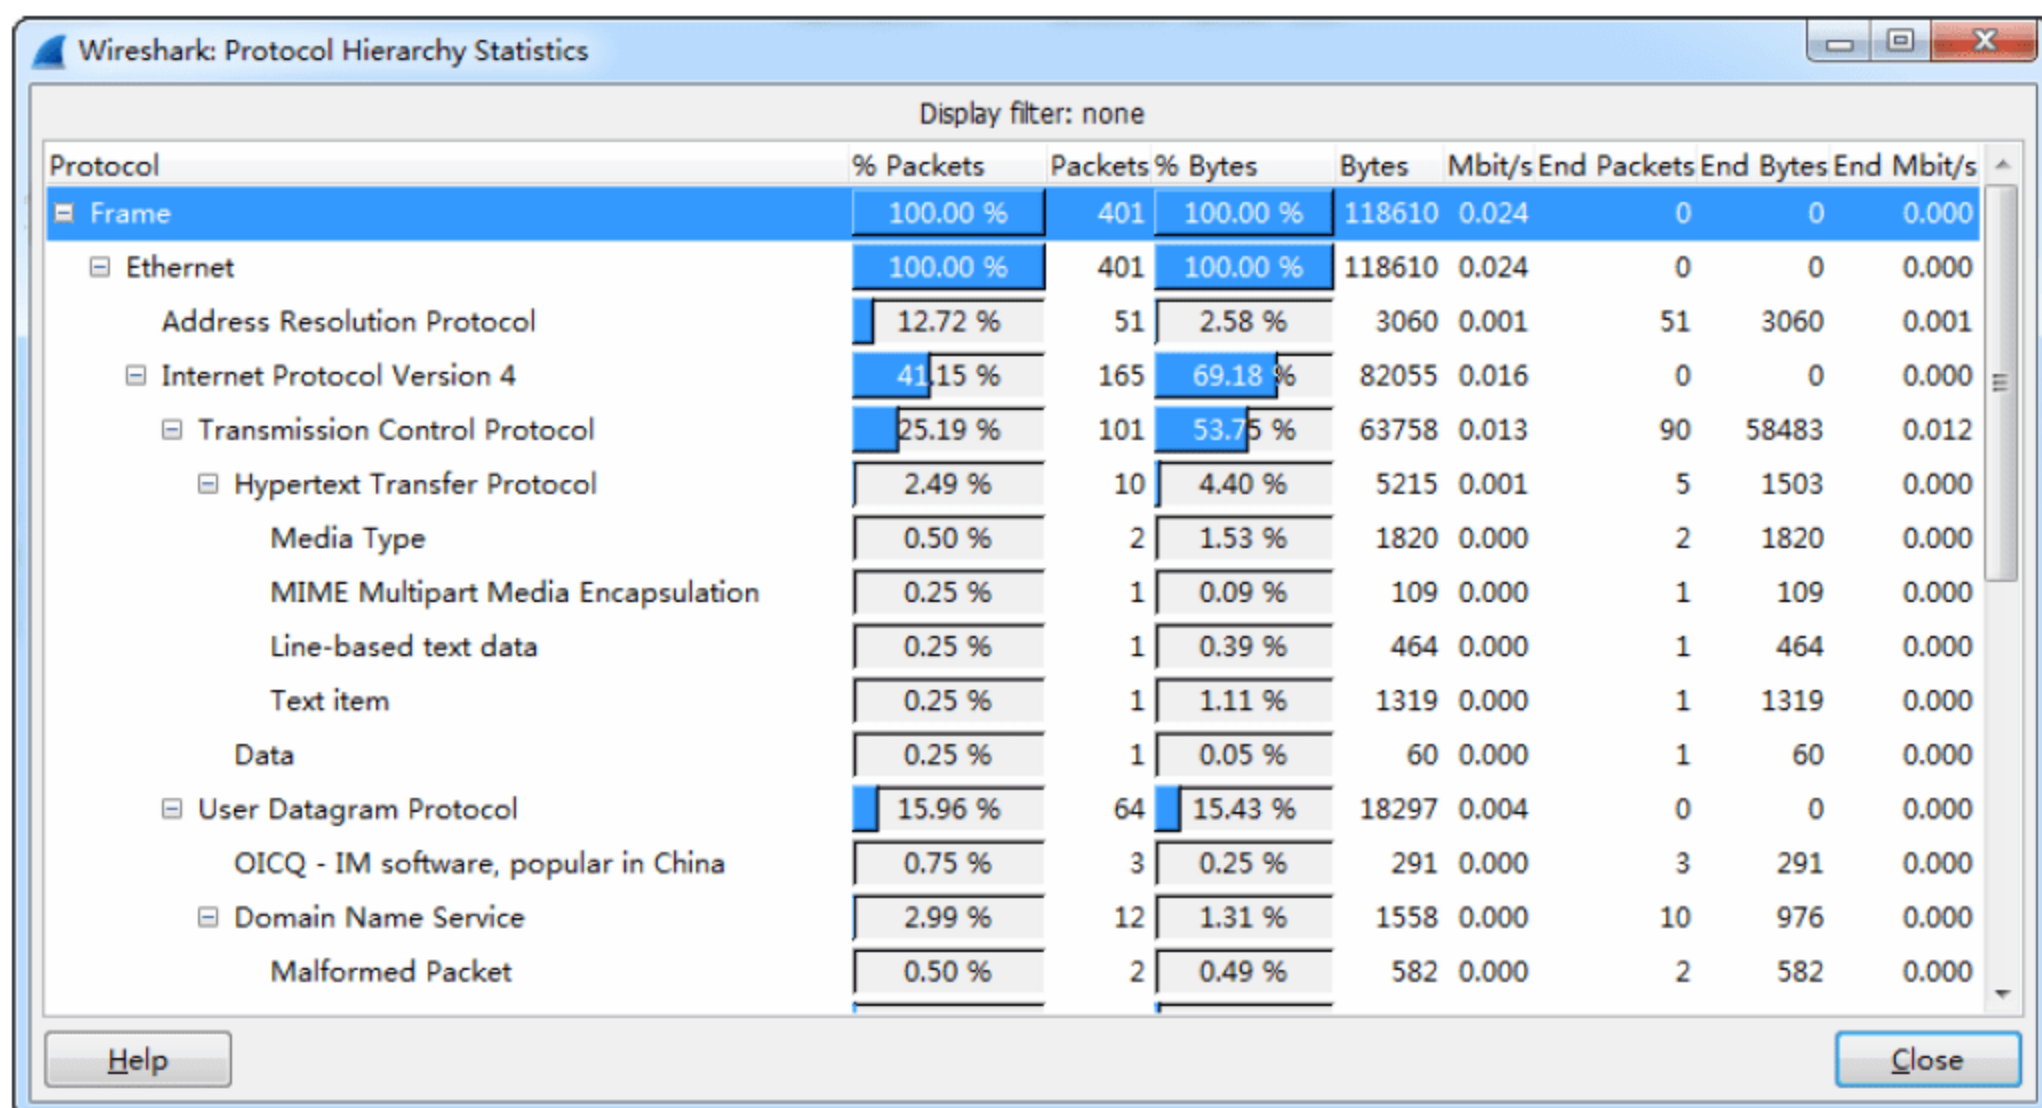 Wireshark: Protocol Hierarchy Statistics
Display filter: none
Protocol % Packets Packets % Bytes Bytes Mbit/s End Packets End Bytes End Mbit/s
Frame 100.00 % 401 100.00 % 118610 0.024 0 0 0.000
Ethernet 100.00 % 401 100.00 % 118610 0.024 0 0 0.000
Address Resolution Protocol 12.72 % 51 2.58 % 3060 0.001 51 3060 0.001
Internet Protocol Version 4 41.15 % 165 69.18 % 82055 0.016 0 0 0.000
Transmission Control Protocol 25.19 % 101 53.75 % 63758 0.013 90 58483 0.012
Hypertext Transfer Protocol 2.49 % 10 4.40 % 5215 0.001 5 1503 0.000
Media Type 0.50 % 2 1.53 % 1820 0.000 2 1820 0.000
MIME Multipart Media Encapsulation 0.25 % 1 0.09 % 109 0.000 1 109 0.000
Line-based text data 0.25 % 1 0.39 % 464 0.000 1 464 0.000
Text item 0.25 % 1 1.11 % 1319 0.000 1 1319 0.000
Data 0.25 % 1 0.05 % 60 0.000 1 60 0.000
User Datagram Protocol 15.96 % 64 15.43 % 18297 0.004 0 0 0.000
OICQ - IM software, popular in China 0.75 % 3 0.25 % 291 0.000 3 291 0.000
Domain Name Service 2.99 % 12 1.31 % 1558 0.000 10 976 0.000
Malformed Packet 0.50 % 2 0.49 % 582 0.000 2 582 0.000
Help Close